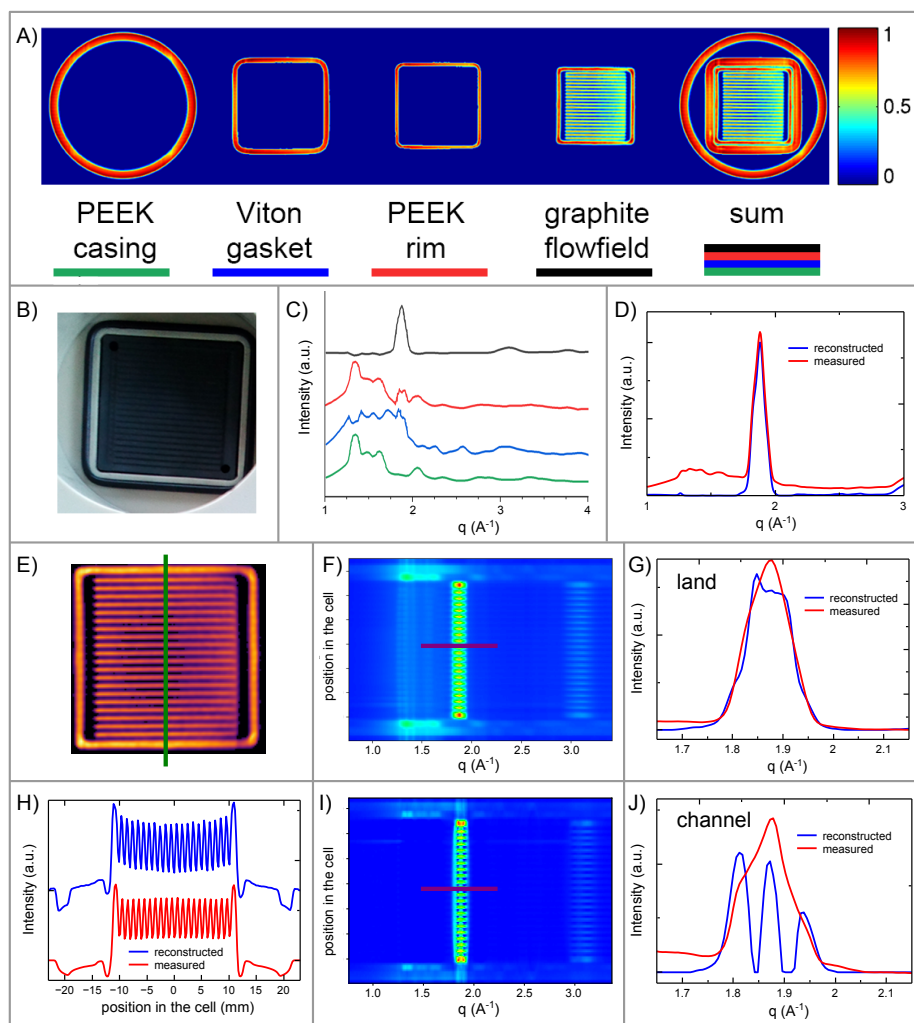 A)
1
0.5
0
PEEK casing
Viton gasket
PEEK rim
graphite flowfield
sum
B)
C)
Intensity (a.u.)
1 2 3 4
q (A⁻¹)
D)
Intensity (a.u.)
reconstructed
measured
1 2 3
q (A⁻¹)
E)
F)
position in the cell
1.0 1.5 2.0 2.5 3.0
q (A⁻¹)
G)
land
Intensity (a.u.)
reconstructed
measured
1.7 1.8 1.9 2 2.1
q (A⁻¹)
H)
Intensity (a.u.)
reconstructed
measured
−20 −15 −10 −5 0 5 10 15 20
position in the cell (mm)
I)
position in the cell
1.0 1.5 2.0 2.5 3.0
q (A⁻¹)
J)
channel
Intensity (a.u.)
reconstructed
measured
1.7 1.8 1.9 2 2.1
q (A⁻¹)